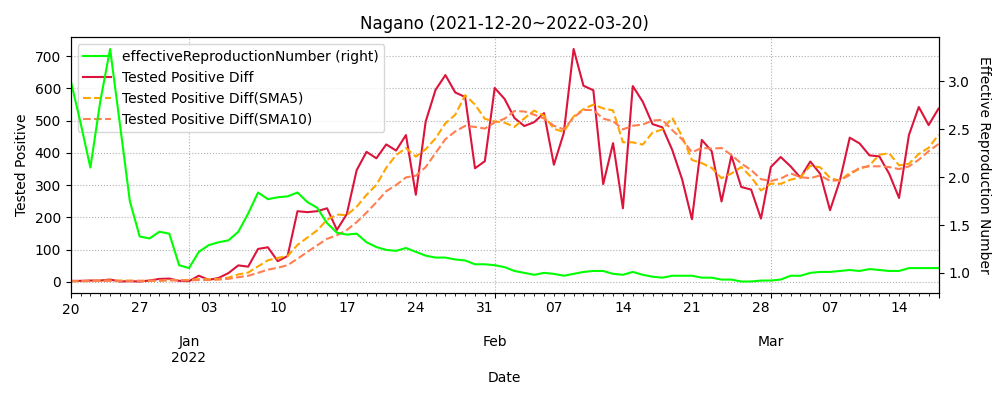 Nagano (2021-12-20~2022-03-20)
effectiveReproductionNumber (right)
Tested Positive Diff
Tested Positive Diff(SMA5)
Tested Positive Diff(SMA10)
Tested Positive
700
600
500
400
300
200
100
0
3.0
2.5
2.0
1.5
1.0
Effective Reproduction Number
20 27 03 10 17 24 31 07 14 21 28 07 14
Jan Feb Mar
2022
Date